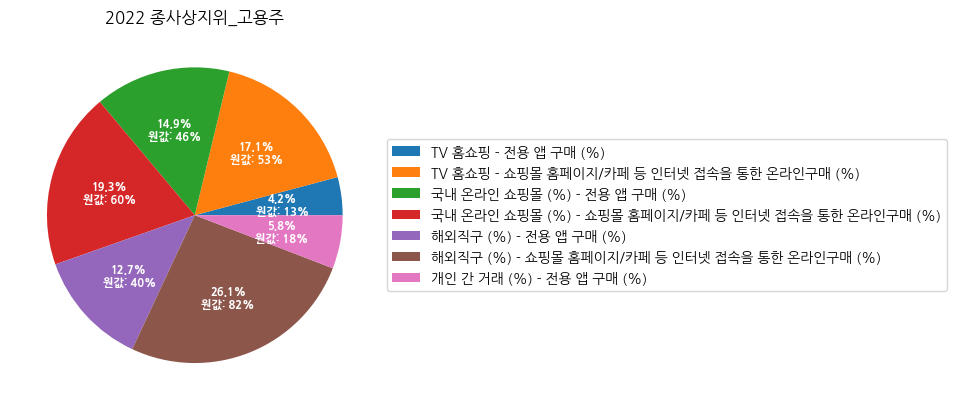 2022 종사상지위_고용주
14.9%
원값: 46%
17.1%
원값: 53%
19.3%
원값: 60%
4.2%
원값: 13%
5.8%
원값: 18%
12.7%
원값: 40%
26.1%
원값: 82%
TV 홈쇼핑 - 전용 앱 구매 (%)
TV 홈쇼핑 - 쇼핑몰 홈페이지/카페 등 인터넷 접속을 통한 온라인구매 (%)
국내 온라인 쇼핑몰 (%) - 전용 앱 구매 (%)
국내 온라인 쇼핑몰 (%) - 쇼핑몰 홈페이지/카페 등 인터넷 접속을 통한 온라인구매 (%)
해외직구 (%) - 전용 앱 구매 (%)
해외직구 (%) - 쇼핑몰 홈페이지/카페 등 인터넷 접속을 통한 온라인구매 (%)
개인 간 거래 (%) - 전용 앱 구매 (%)